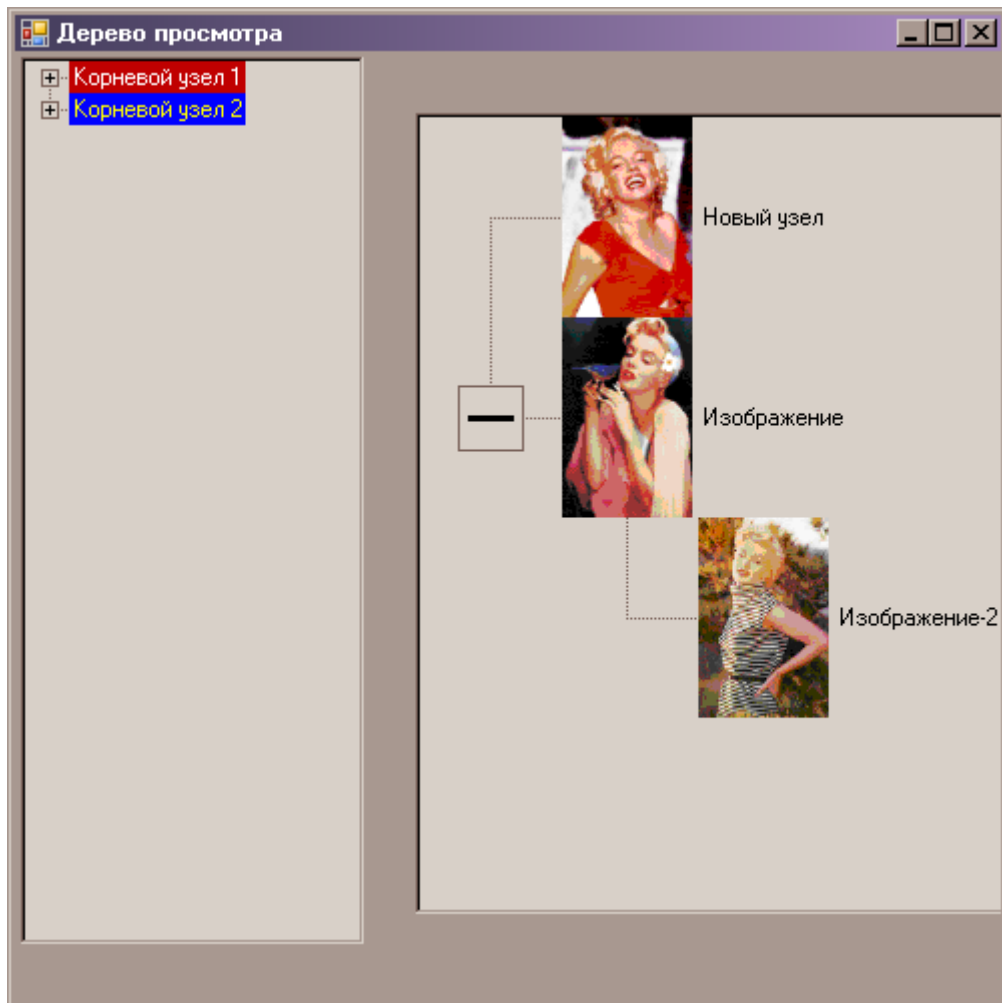 Дерево просмотра
Корневой узел 1
Корневой узел 2
Новый узел
Изображение
Изображение-2